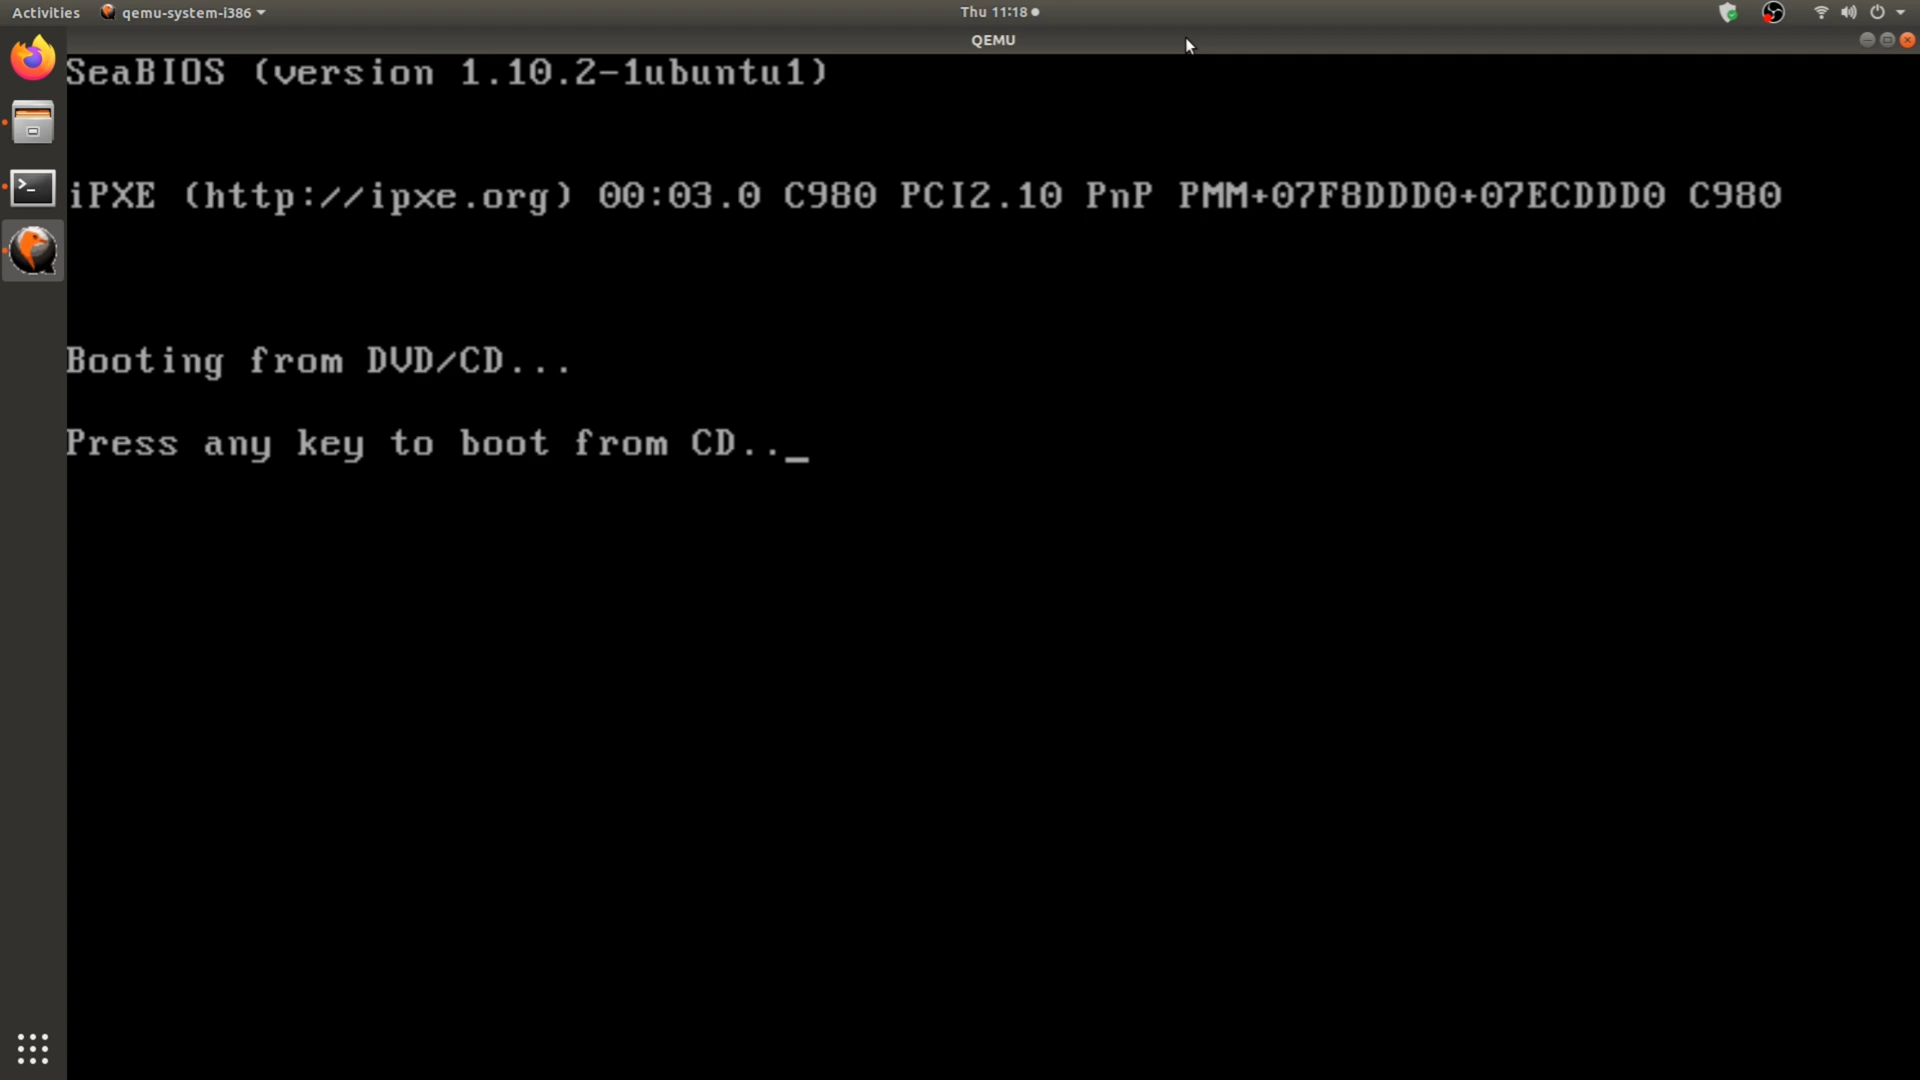 Activities qemu-system-i386 Thu 11:18
QEMU
SeaBIOS (version 1.10.2-1ubuntu1)
iPXE (http://ipxe.org) 00:03.0 C980 PCI2.10 PnP PMM+07F8DDD0+07ECDDD0 C980
Booting from DVD/CD...
Press any key to boot from CD.._